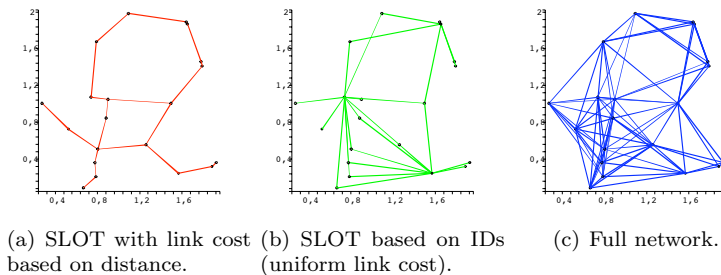 2
2
2
1,6
1,6
1,6
1,2
1,2
1,2
0,8
0,8
0,8
0,4
0,4
0,4
0,4 0,8 1,2 1,6
0,4 0,8 1,2 1,6
0,4 0,8 1,2 1,6
(a) SLOT with link cost
based on distance.
(b) SLOT based on IDs
(uniform link cost).
(c) Full network.